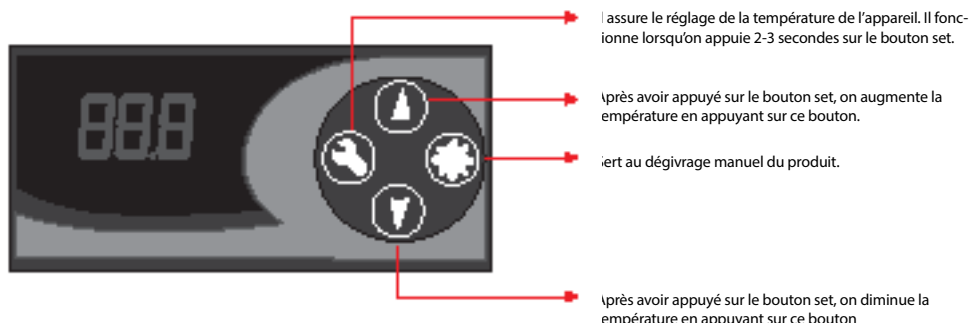 88.8
l assure le réglage de la température de l’appareil. Il fonc-
ionne lorsqu’on appuie 2-3 secondes sur le bouton set.
Après avoir appuyé sur le bouton set, on augmente la
empérature en appuyant sur ce bouton.
Sert au dégivrage manuel du produit.
Après avoir appuyé sur le bouton set, on diminue la
empérature en appuyant sur ce bouton